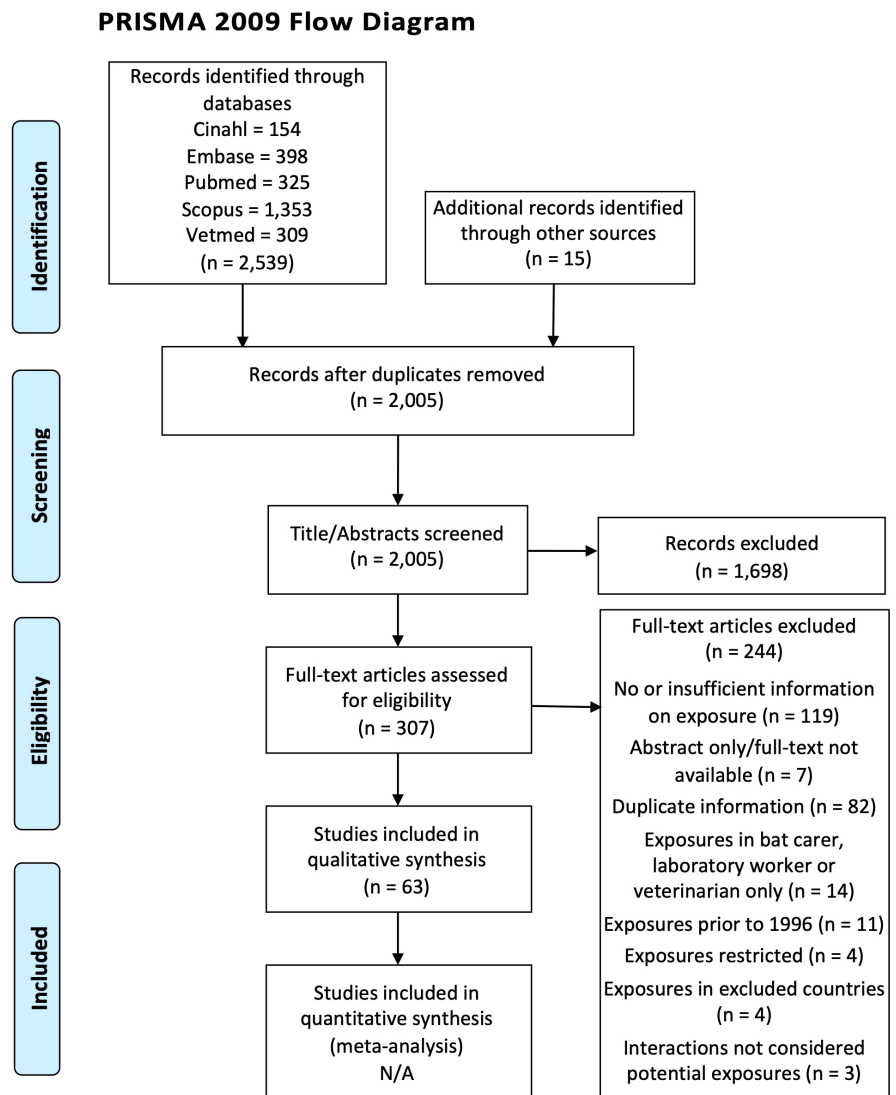 PRISMA 2009 Flow Diagram
Identification
Records identified through
databases
Cinahl = 154
Embase = 398
Pubmed = 325
Scopus = 1,353
Vetmed = 309
(n = 2,539)
Additional records identified
through other sources
(n = 15)
Records after duplicates removed
(n = 2,005)
Screening
Title/Abstracts screened
(n = 2,005)
Records excluded
(n = 1,698)
Eligibility
Full-text articles assessed
for eligibility
(n = 307)
Full-text articles excluded
(n = 244)
No or insufficient information
on exposure (n = 119)
Abstract only/full-text not
available (n = 7)
Duplicate information (n = 82)
Exposures in bat carer,
laboratory worker or
veterinarian only (n = 14)
Exposures prior to 1996 (n = 11)
Exposures restricted (n = 4)
Exposures in excluded countries
(n = 4)
Interactions not considered
potential exposures (n = 3)
Studies included in
qualitative synthesis
(n = 63)
Included
Studies included in
quantitative synthesis
(meta-analysis)
N/A